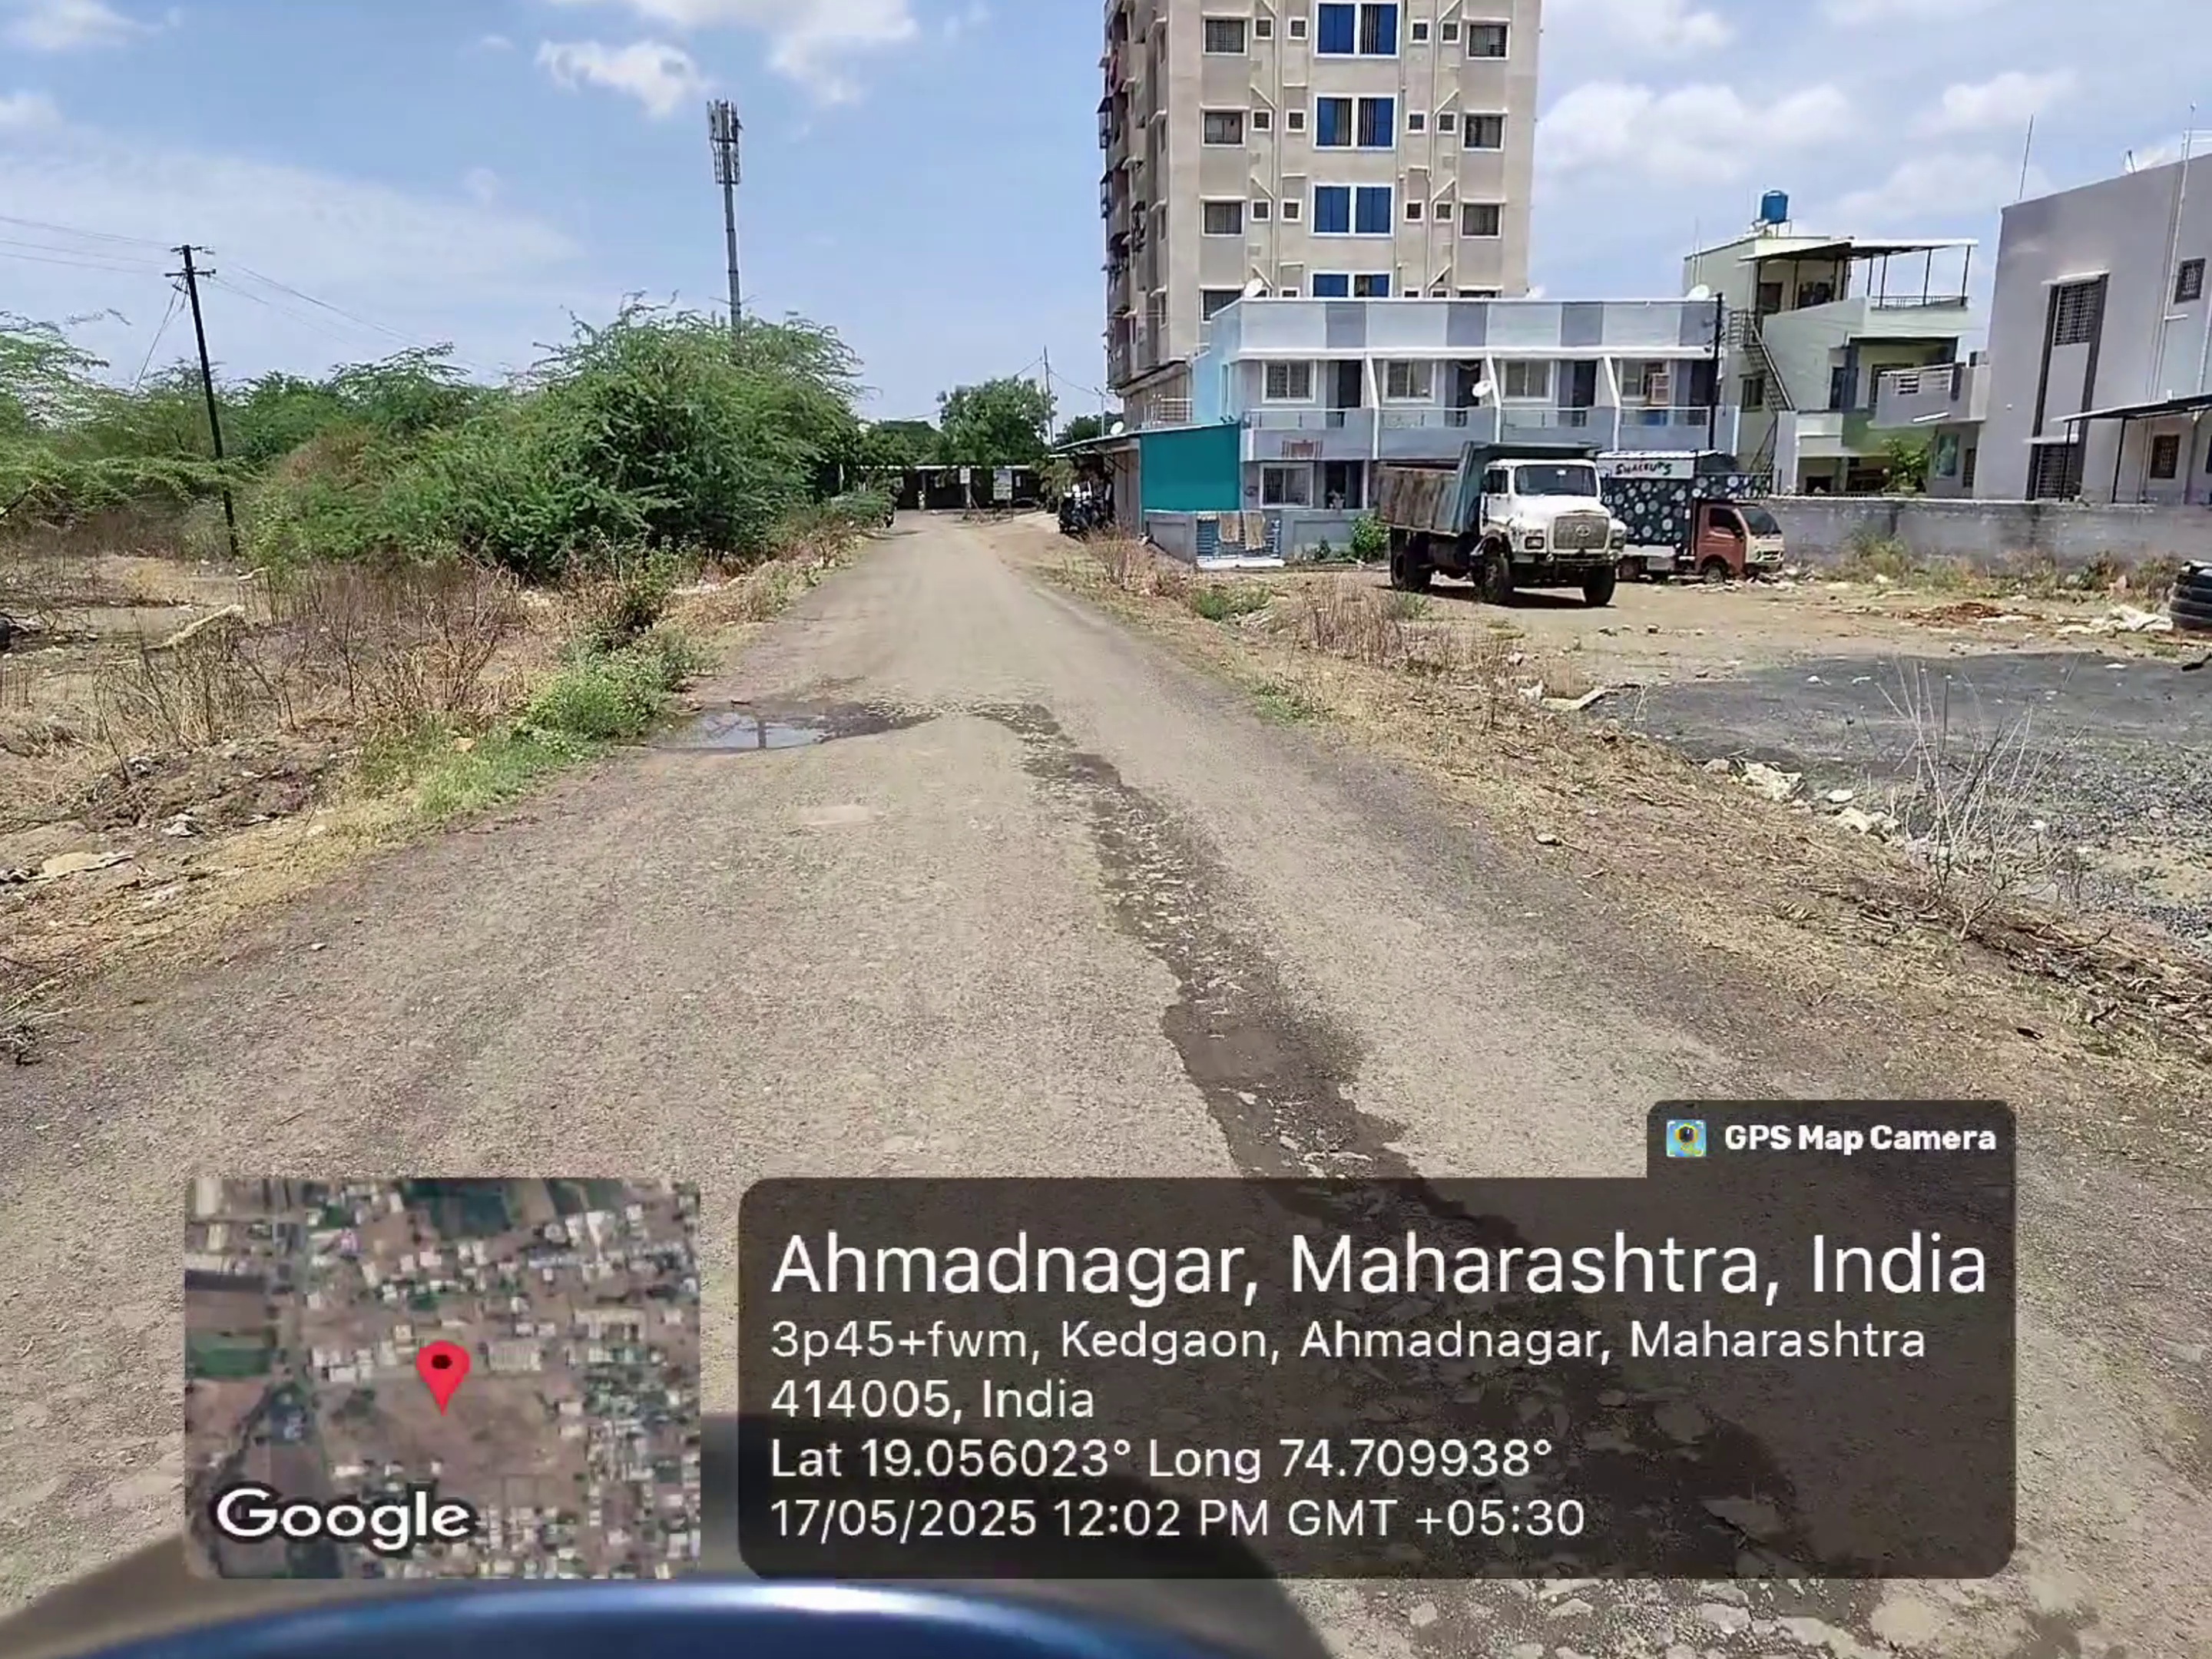 SNACKUPS
GPS Map Camera
Ahmadnagar, Maharashtra, India
3p45+fwm, Kedgaon, Ahmadnagar, Maharashtra
414005, India
Lat 19.056023° Long 74.709938°
17/05/2025 12:02 PM GMT +05:30
Google